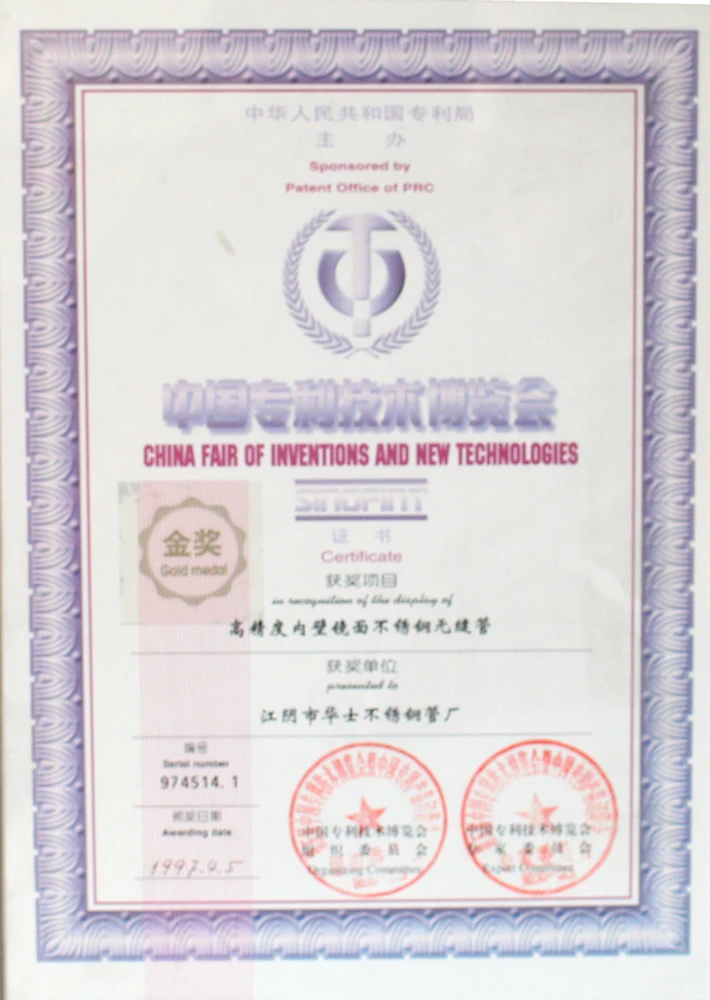 中华人民共和国专利局
主 办
Sponsored by
Patent Office of PRC
中国专利技术博览会
CHINA FAIR OF INVENTIONS AND NEW TECHNOLOGIES
证 书
Certificate
金奖
Gold medal
获奖项目
in recognition of the display of
高精度内壁镜面不锈钢无缝管
获奖单位
presented to
江阴市华士不锈钢管厂
编号
Serial number
974514.1
颁奖日期
Awarding date
1997.4.5
中国专利技术博览会
组织委员会
Organizing Committee
中国专利技术博览会
专家委员会
Expert Committee